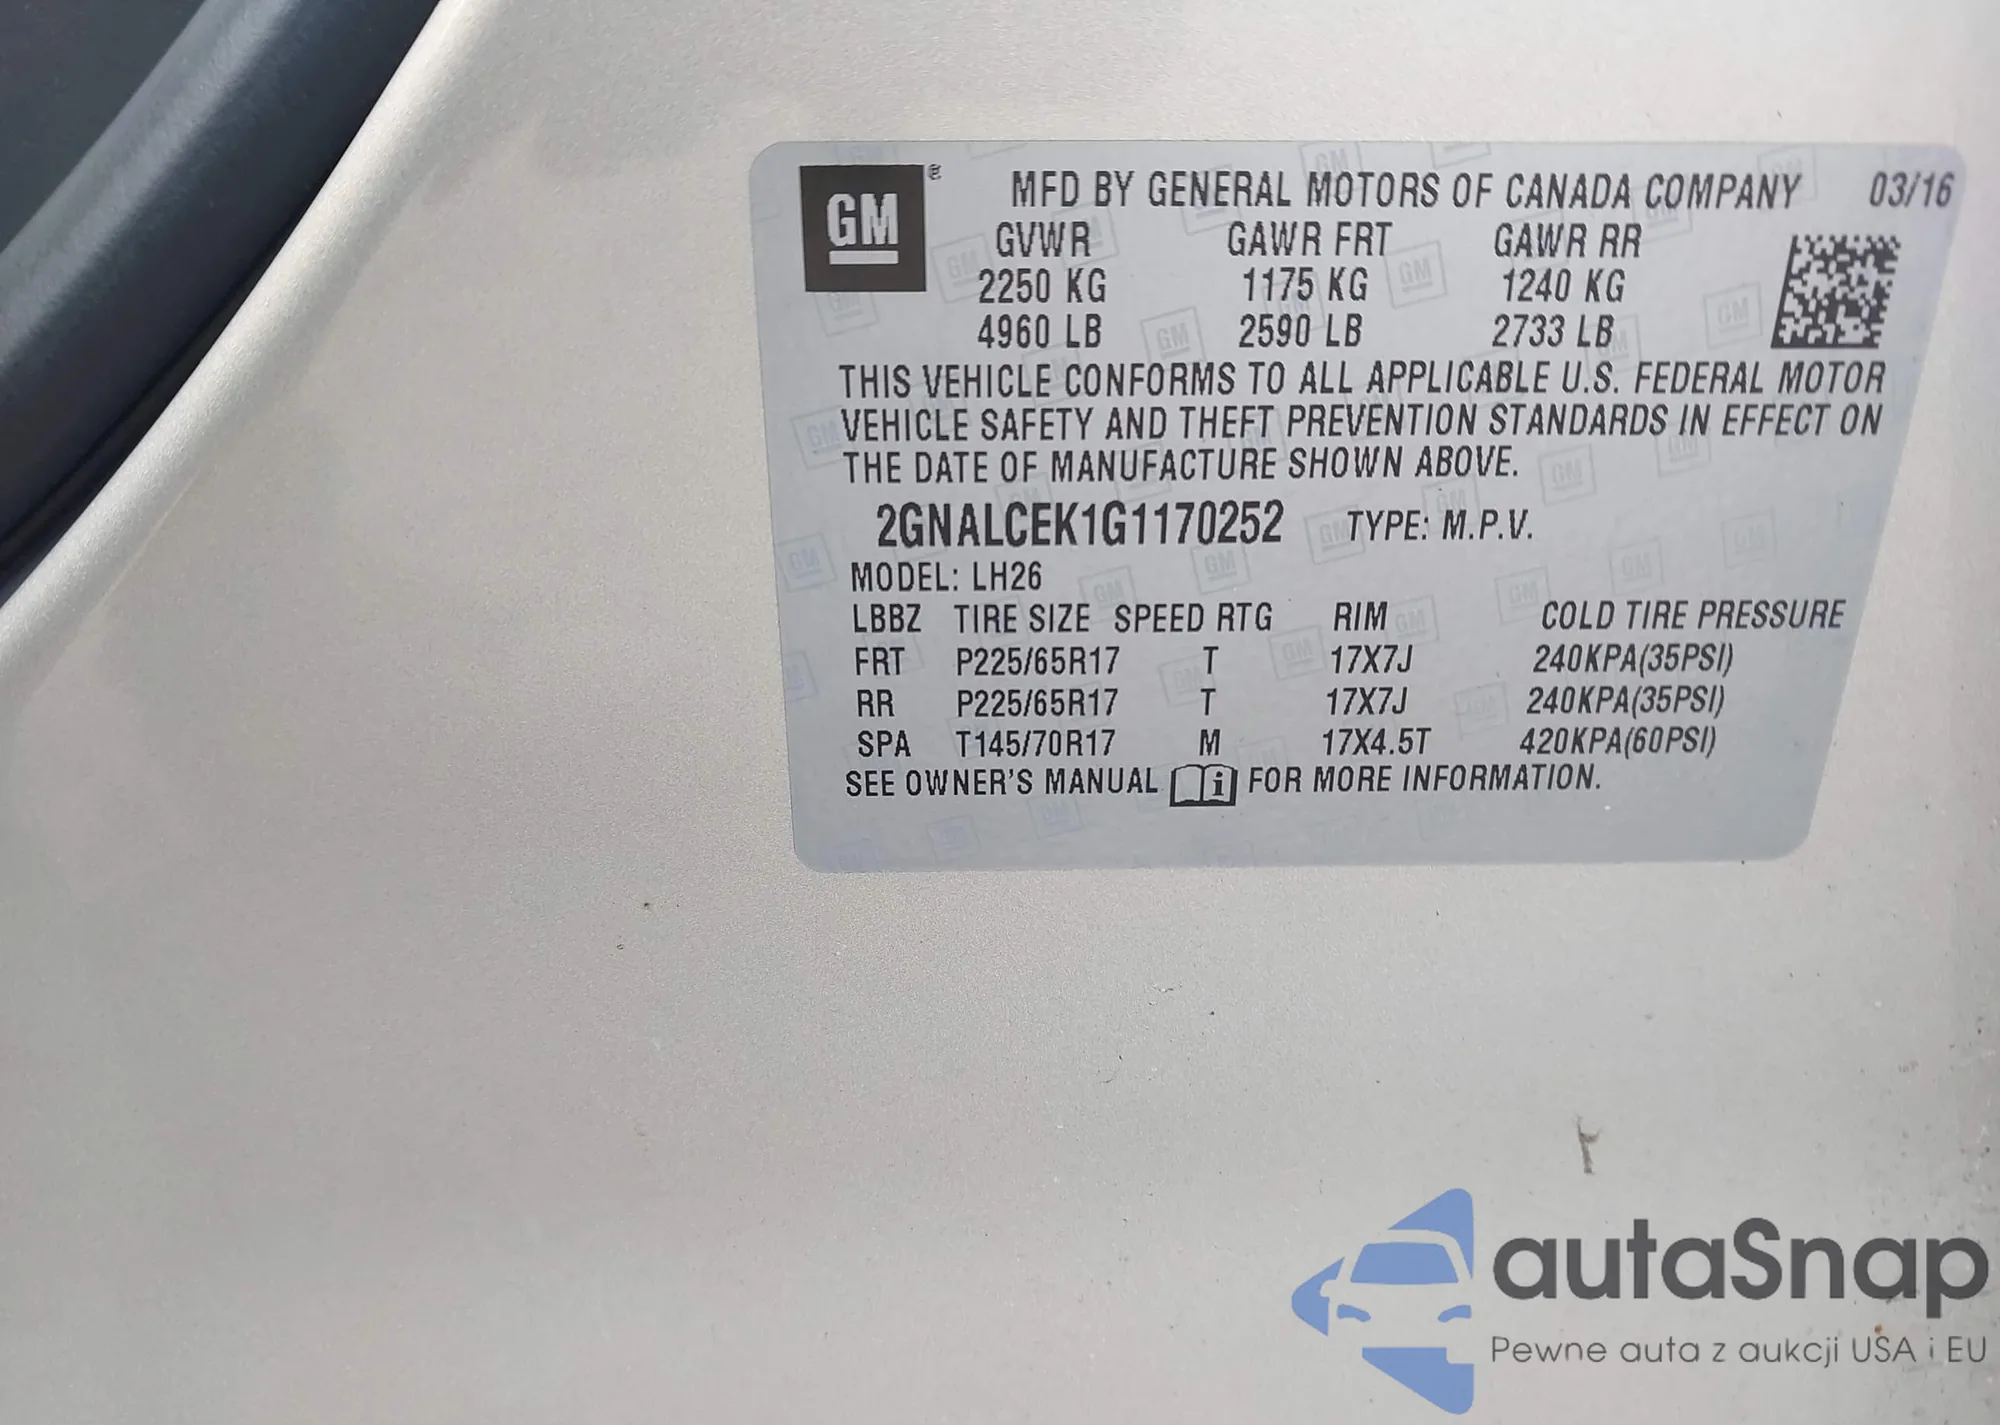 GM ® MFD BY GENERAL MOTORS OF CANADA COMPANY 03/16
GVWR GAWR FRT GAWR RR
2250 KG 1175 KG 1240 KG
4960 LB 2590 LB 2733 LB
THIS VEHICLE CONFORMS TO ALL APPLICABLE U.S. FEDERAL MOTOR
VEHICLE SAFETY AND THEFT PREVENTION STANDARDS IN EFFECT ON
THE DATE OF MANUFACTURE SHOWN ABOVE.
2GNALCEK1G1170252 TYPE: M.P.V.
MODEL: LH26
LBBZ TIRE SIZE SPEED RTG RIM COLD TIRE PRESSURE
FRT P225/65R17 T 17X7J 240KPA(35PSI)
RR P225/65R17 T 17X7J 240KPA(35PSI)
SPA T145/70R17 M 17X4.5T 420KPA(60PSI)
SEE OWNER'S MANUAL i FOR MORE INFORMATION.
autaSnap
Pewne auta z aukcji USA i EU